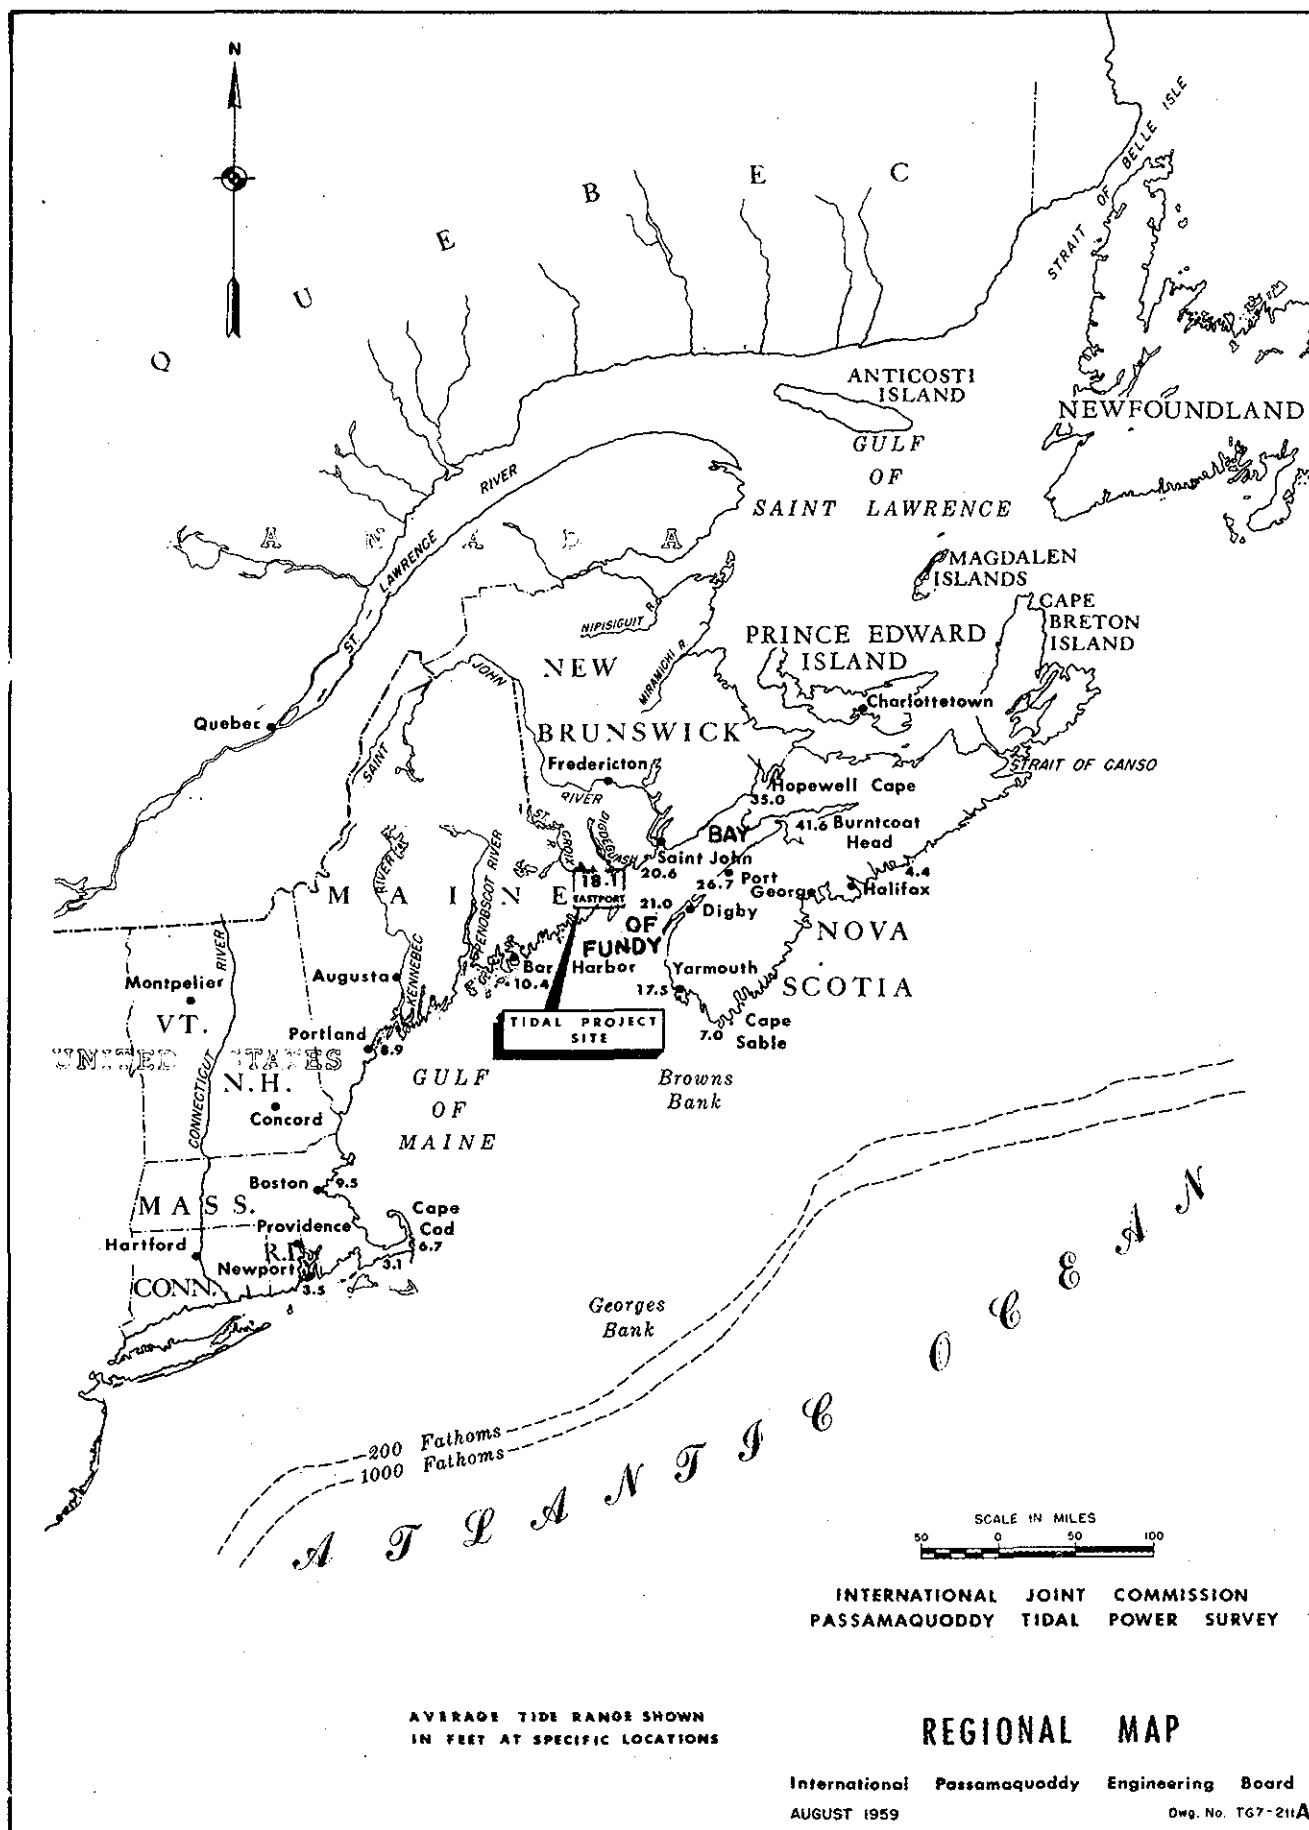 N
Q U E B E C
STRAIT OF BELLE ISLE
ANTICOSTI
ISLAND
NEWFOUNDLAND
GULF
OF
SAINT LAWRENCE
ST. LAWRENCE RIVER
MAGDALEN
ISLANDS
CAPE
BRETON
ISLAND
NIPISIGUIT R.
MIRAMICHI R.
PRINCE EDWARD
ISLAND
Charlottetown
NEW
BRUNSWICK
SAINT JOHN RIVER
Quebec
Fredericton
STRAIT OF CANSO
Hopewell Cape
35.0
41.6 Burntcoat
Head
ST. CROIX R.
BAY
OF
FUNDY
Saint John
20.6
26.7 Port
George
4.4
Halifax
18.1
EASTPORT
21.0
Digby
MAINE
RIVER
KENNEBEC
PENOBSCOT RIVER
NOVA
SCOTIA
Bar Harbor
10.4
Yarmouth
17.5
Augusta
Montpelier
VT.
CONNECTICUT RIVER
TIDAL PROJECT
SITE
7.0
Cape
Sable
Portland
8.9
UNITED STATES
N.H.
Concord
GULF
OF
MAINE
Browns
Bank
Boston
9.5
MASS.
Cape
Cod
6.7
Providence
R.I.
Hartford
Newport
3.1
3.5
CONN.
Georges
Bank
200 Fathoms
1000 Fathoms
ATLANTIC OCEAN
SCALE IN MILES
50 0 50 100
INTERNATIONAL JOINT COMMISSION
PASSAMAQUODDY TIDAL POWER SURVEY
AVERAGE TIDE RANGE SHOWN
IN FEET AT SPECIFIC LOCATIONS
REGIONAL MAP
International Passamaquoddy Engineering Board
AUGUST 1959
Dwg. No. TG7-211A